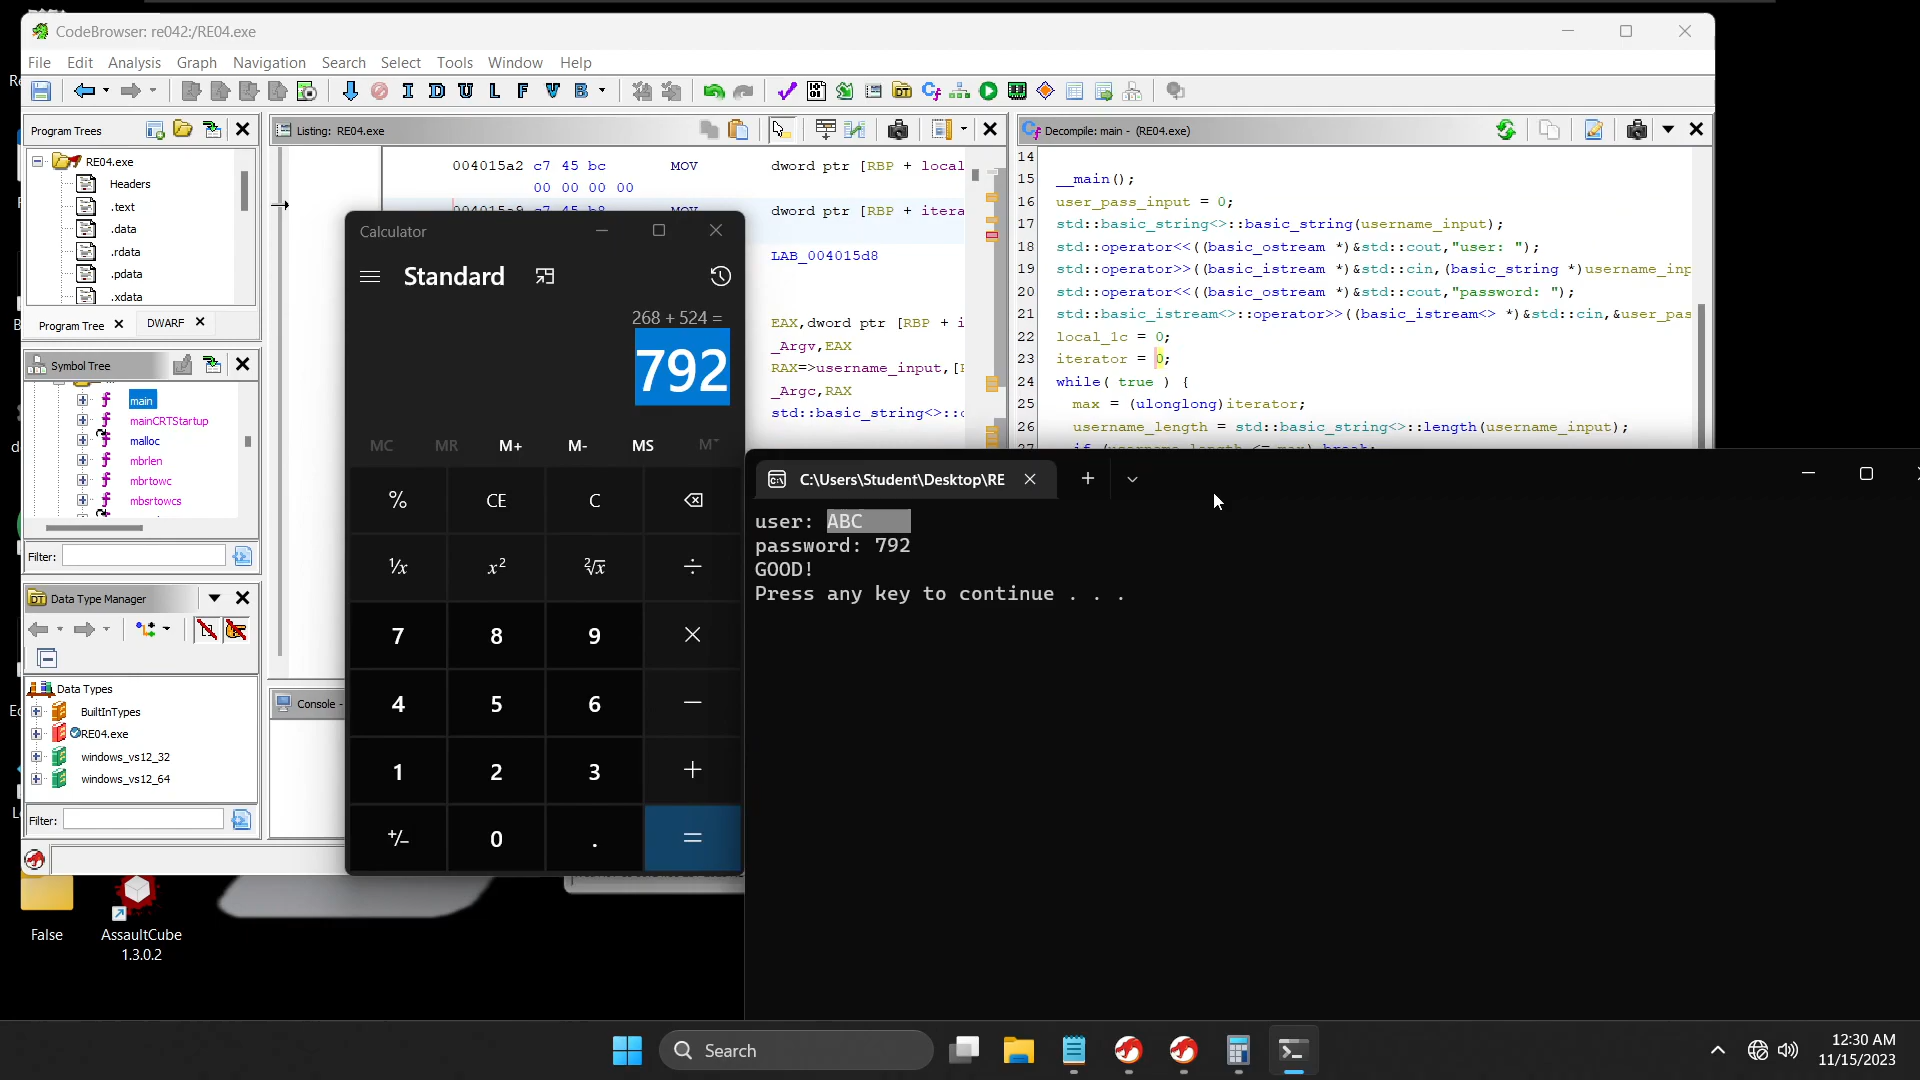 CodeBrowser: re042:/RE04.exe
File Edit Analysis Graph Navigation Search Select Tools Window Help
I D U L F V B
Program Trees
RE04.exe
Headers
.text
.data
.rdata
.pdata
.xdata
Program Tree
DWARF
Symbol Tree
main
mainCRTStartup
malloc
mbrlen
mbrtowc
mbsrtowcs
Filter:
Data Type Manager
Data Types
BuiltInTypes
RE04.exe
windows_vs12_32
windows_vs12_64
Filter:
Listing: RE04.exe
004015a2 c7 45 bc MOV dword ptr [RBP + local
00 00 00 00
004015a9 c7 45 b8 MOV dword ptr [RBP + itera
LAB_004015d8
EAX,dword ptr [RBP + i
_Argv,EAX
RAX=>username_input,[R
_Argc,RAX
std::basic_string<>::c
Console -
Decompile: main - (RE04.exe)
14
15 __main();
16 user_pass_input = 0;
17 std::basic_string<>::basic_string(username_input);
18 std::operator<<((basic_ostream *)&std::cout,"user: ");
19 std::operator>>((basic_istream *)&std::cin,(basic_string *)username_inp
20 std::operator<<((basic_ostream *)&std::cout,"password: ");
21 std::basic_istream<>::operator>>((basic_istream<> *)&std::cin,&user_pas
22 local_1c = 0;
23 iterator = 0;
24 while( true ) {
25 max = (ulonglong)iterator;
26 username_length = std::basic_string<>::length(username_input);
27 if (username_length <= max) break;
Calculator
Standard
268 + 524 =
792
MC MR M+ M- MS M˅
% CE C
⅟x x² ²√x ÷
7 8 9 ×
4 5 6 −
1 2 3 +
+/− 0 . =
C:\Users\Student\Desktop\RE
user: ABC
password: 792
GOOD!
Press any key to continue . . .
False
AssaultCube
1.3.0.2
Search
12:30 AM
11/15/2023